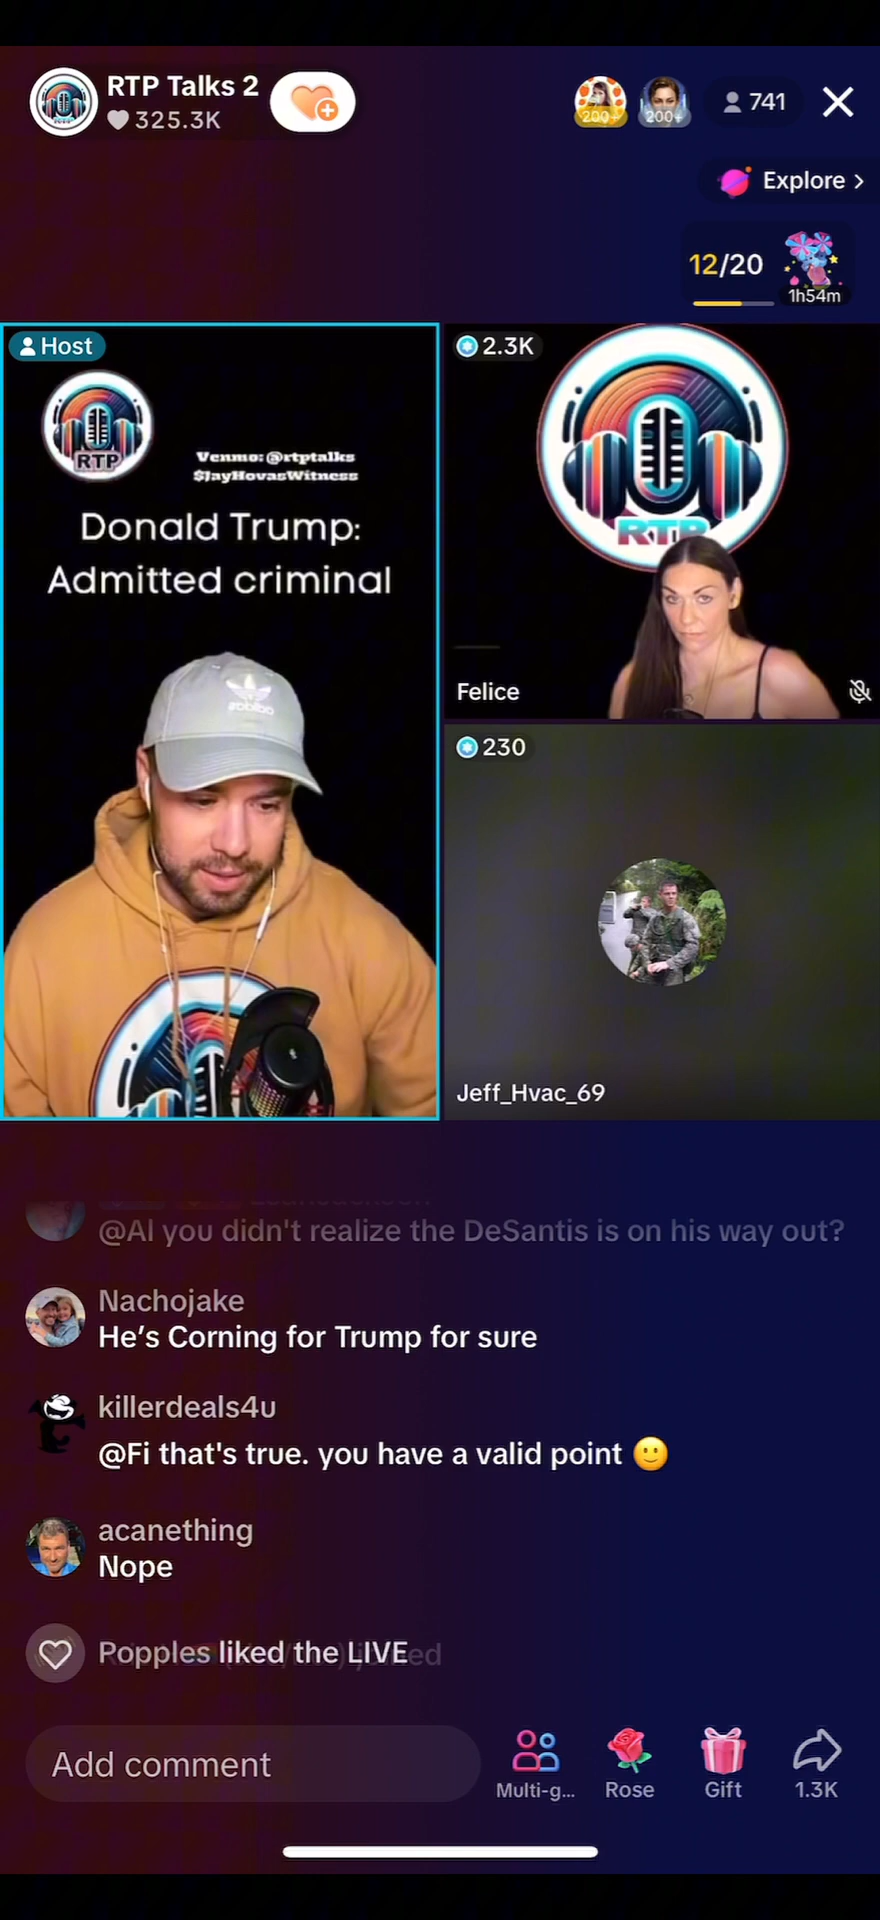 RTP Talks 2
325.3K
200+
200+
741
Explore >
12/20
1h54m
Host
RTP
Venmo: @rtptalks
$JayHovasWitness
Donald Trump:
Admitted criminal
adidas
2.3K
RTP
Felice
230
Jeff_Hvac_69
@Al you didn't realize the DeSantis is on his way out?
Nachojake
He’s Corning for Trump for sure
killerdeals4u
@Fi that's true. you have a valid point 🙂
acanething
Nope
Popples liked the LIVE
joined
Add comment
Multi-g...
Rose
Gift
1.3K